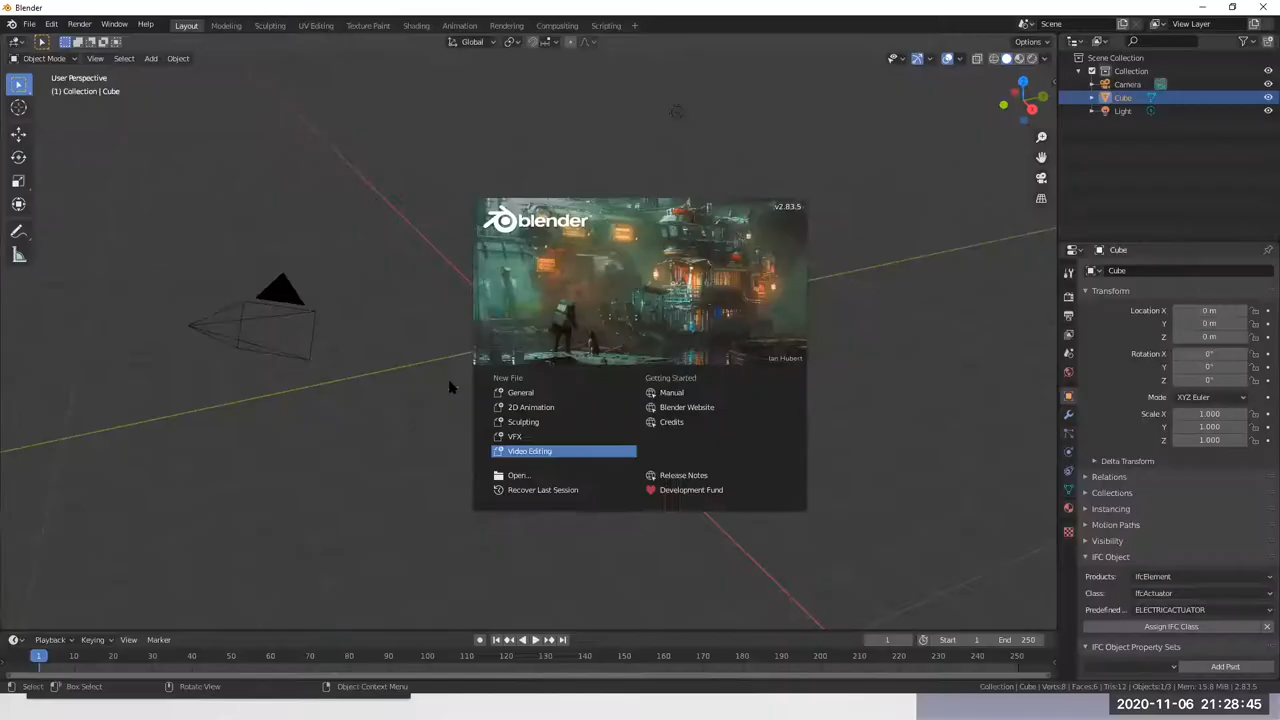 Blender
File Edit Render Window Help Layout Modeling Sculpting UV Editing Texture Paint Shading Animation Rendering Compositing Scripting + Scene View Layer
Global Options
Object Mode View Select Add Object
User Perspective
(1) Collection | Cube
Scene Collection
Collection
Camera
Cube
Light
blender
v2.83.5
Ian Hubert
New File
General
2D Animation
Sculpting
VFX
Video Editing
Open...
Recover Last Session
Getting Started
Manual
Blender Website
Credits
Release Notes
Development Fund
Cube
Cube
Transform
Location X 0 m
Y 0 m
Z 0 m
Rotation X 0°
Y 0°
Z 0°
Mode XYZ Euler
Scale X 1.000
Y 1.000
Z 1.000
Delta Transform
Relations
Collections
Instancing
Motion Paths
Visibility
IFC Object
Products: IfcElement
Class: IfcActuator
Predefined ... ELECTRICACTUATOR
Assign IFC Class
IFC Object Property Sets
Add Pset
Playback Keying View Marker 1 Start 1 End 250
1 10 20 30 40 50 60 70 80 90 100 110 120 130 140 150 160 170 180 190 200 210 220 230 240 250
Select Box Select Rotate View Object Context Menu Collection | Cube | Verts:8 | Faces:6 | Tris:12 | Objects:1/3 | Mem: 15.8 MiB | 2.83.5
2020-11-06 21:28:45